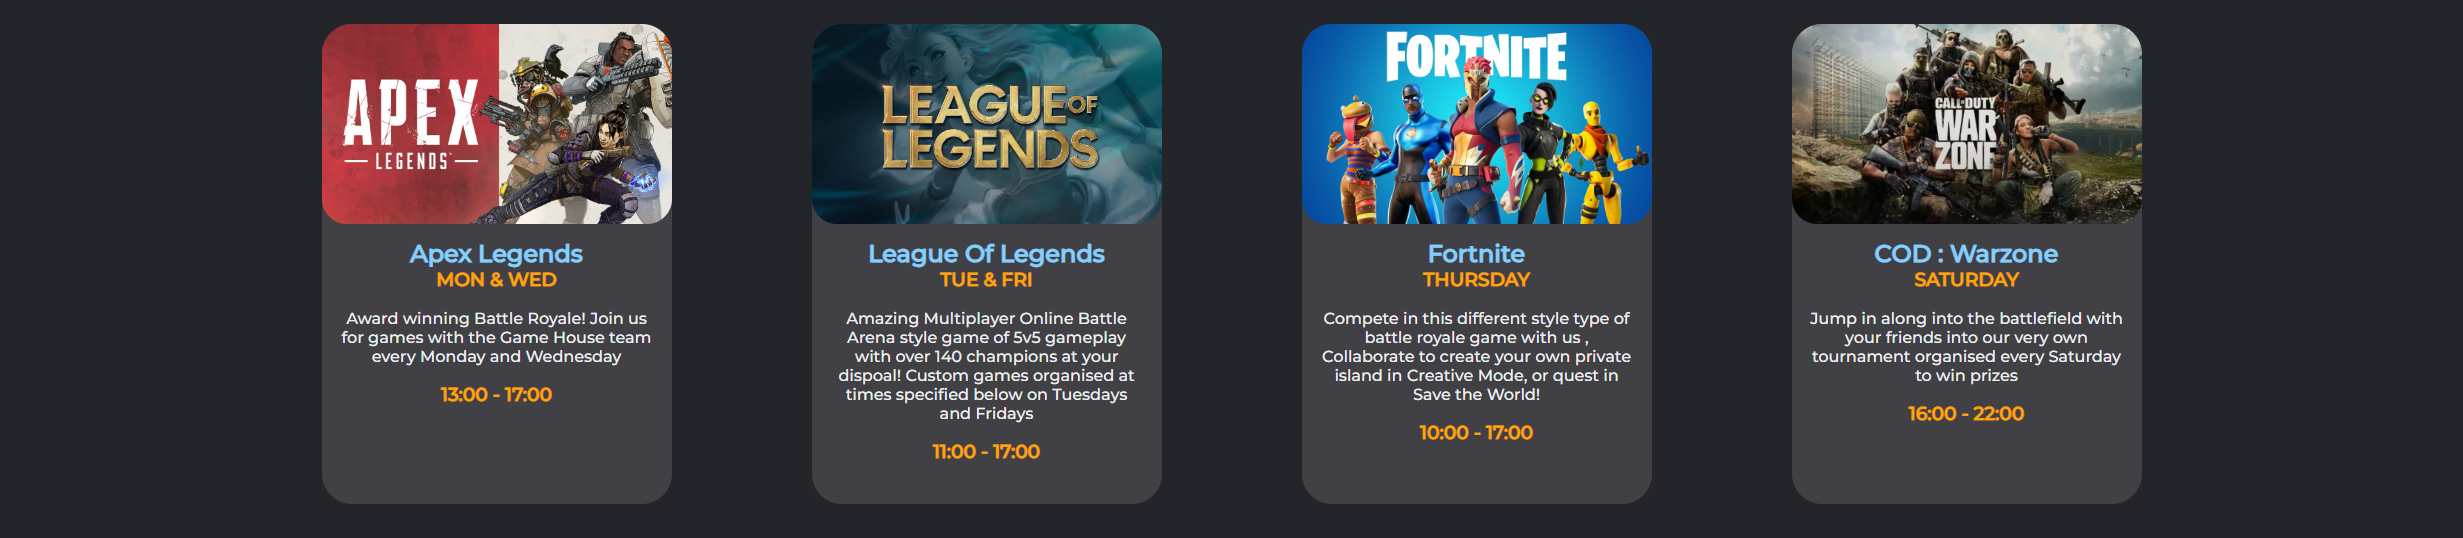 APEX
LEGENDS
Apex Legends
MON & WED
Award winning Battle Royale! Join us
for games with the Game House team
every Monday and Wednesday
13:00 - 17:00
LEAGUE OF
LEGENDS
League Of Legends
TUE & FRI
Amazing Multiplayer Online Battle
Arena style game of 5v5 gameplay
with over 140 champions at your
dispoal! Custom games organised at
times specified below on Tuesdays
and Fridays
11:00 - 17:00
FORTNITE
Fortnite
THURSDAY
Compete in this different style type of
battle royale game with us ,
Collaborate to create your own private
island in Creative Mode, or quest in
Save the World!
10:00 - 17:00
CALL OF DUTY
WAR
ZONE
COD : Warzone
SATURDAY
Jump in along into the battlefield with
your friends into our very own
tournament organised every Saturday
to win prizes
16:00 - 22:00